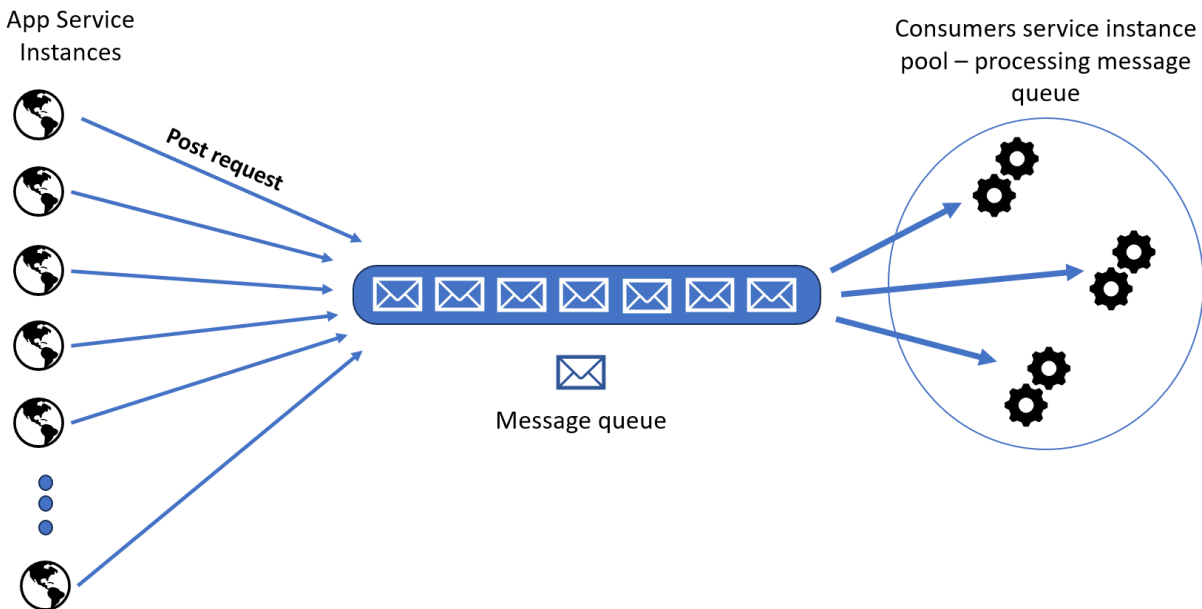 App Service
Instances
Consumers service instance
pool – processing message
queue
Post request
Message queue